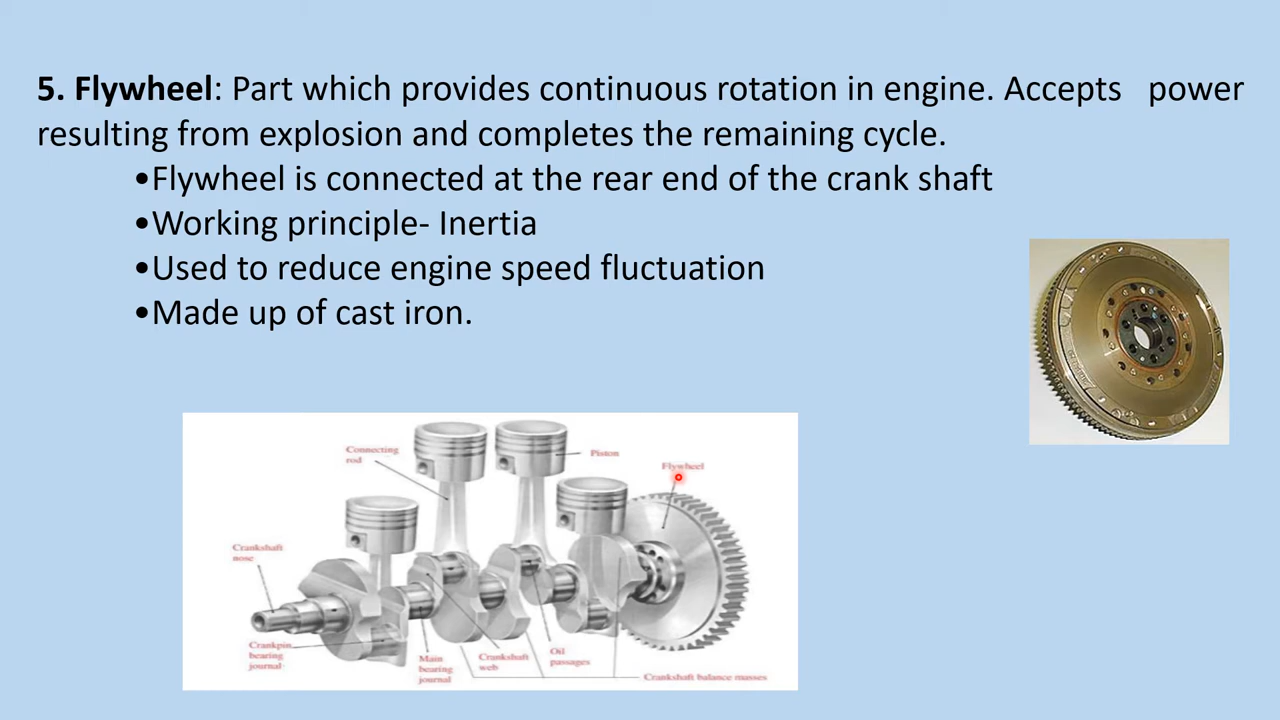 5. Flywheel: Part which provides continuous rotation in engine. Accepts power
resulting from explosion and completes the remaining cycle.
•Flywheel is connected at the rear end of the crank shaft
•Working principle- Inertia
•Used to reduce engine speed fluctuation
•Made up of cast iron.
Connecting
rod
Piston
Flywheel
Crankshaft
nose
Crankpin
bearing
journal
Main
bearing
journal
Crankshaft
web
Oil
passages
Crankshaft balance masses